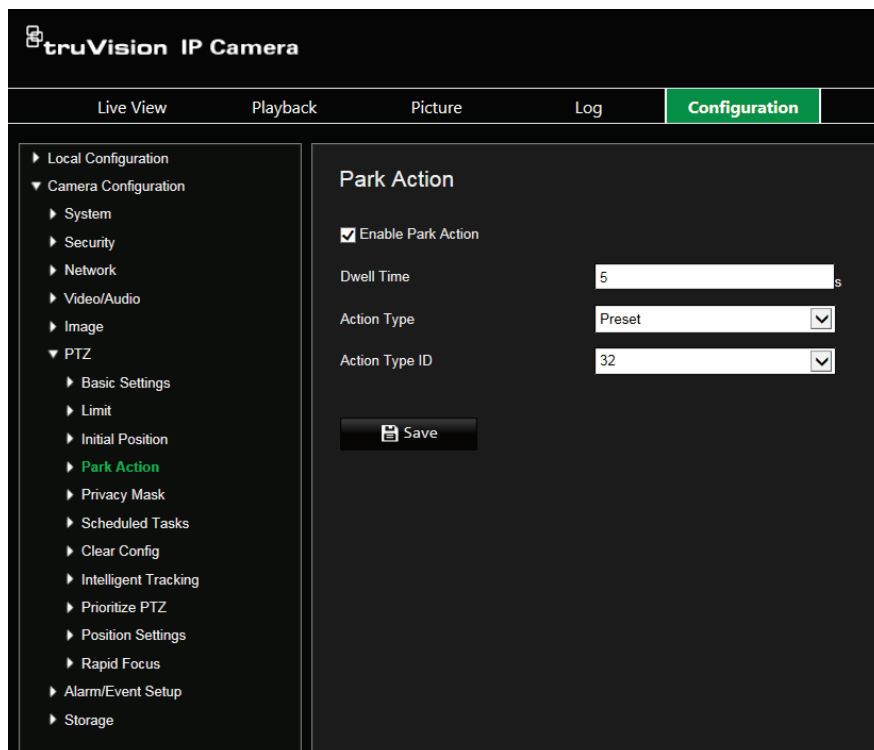 truVision IP Camera
Live View Playback Picture Log Configuration
Local Configuration
Camera Configuration
System
Security
Network
Video/Audio
Image
PTZ
Basic Settings
Limit
Initial Position
Park Action
Privacy Mask
Scheduled Tasks
Clear Config
Intelligent Tracking
Prioritize PTZ
Position Settings
Rapid Focus
Alarm/Event Setup
Storage
Park Action
Enable Park Action
Dwell Time 5 s
Action Type Preset
Action Type ID 32
Save